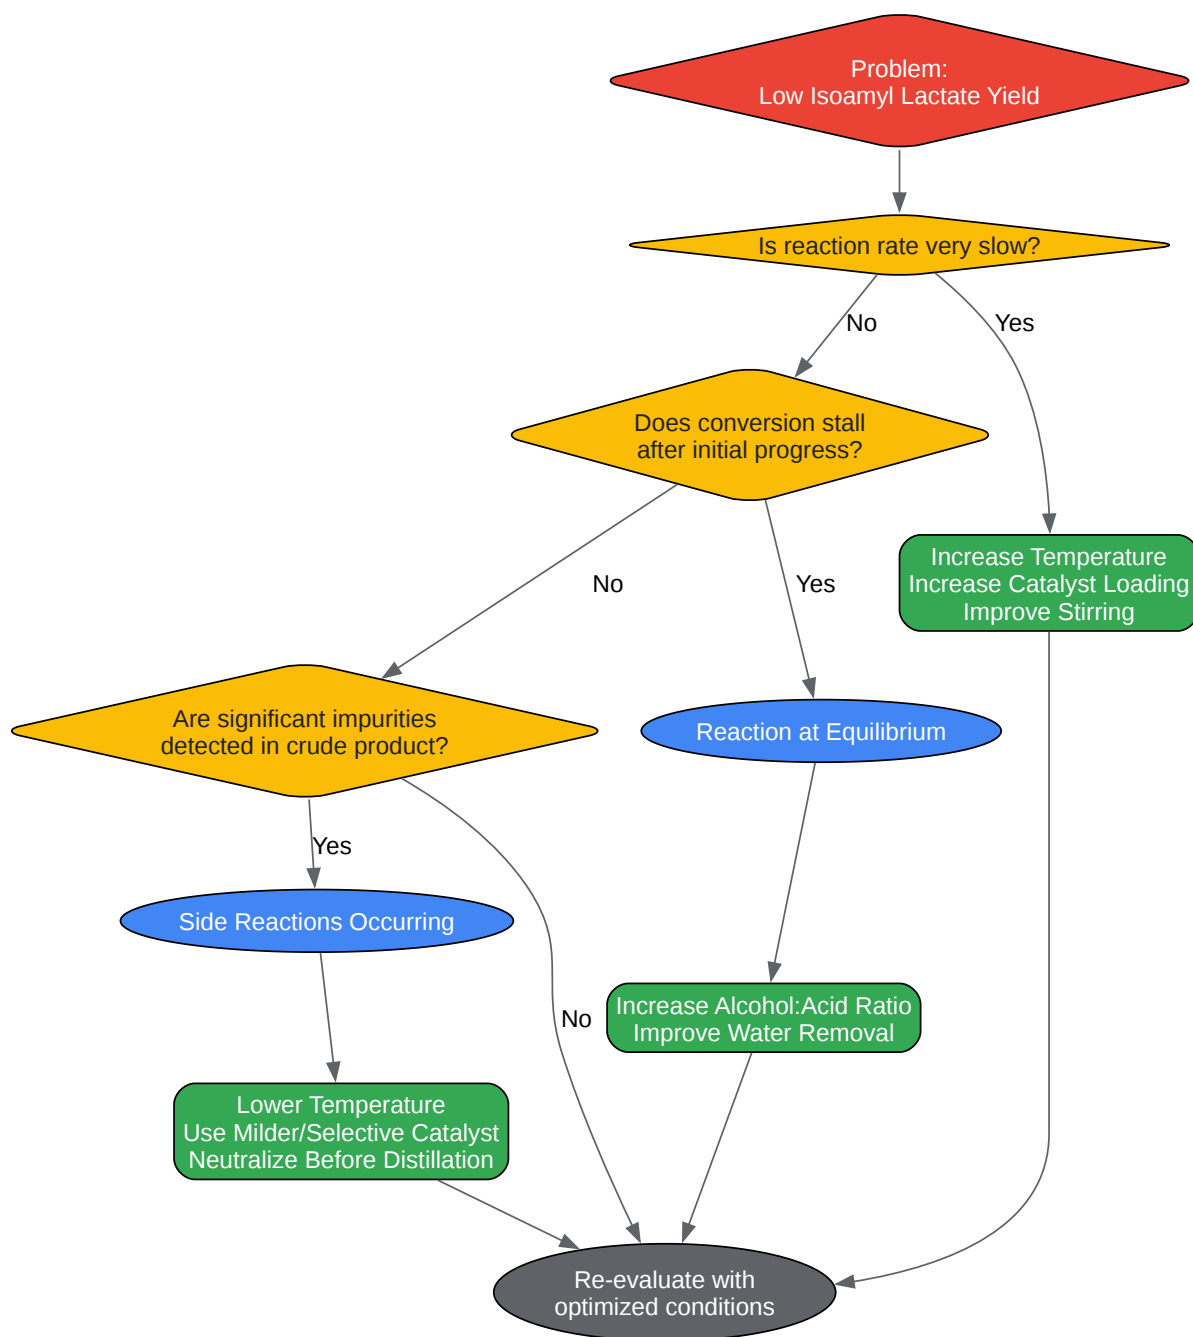 Problem:
Low Isoamyl Lactate Yield
Is reaction rate very slow?
No
Yes
Does conversion stall
after initial progress?
No
Yes
Increase Temperature
Increase Catalyst Loading
Improve Stirring
Are significant impurities
detected in crude product?
Reaction at Equilibrium
Yes
Side Reactions Occurring
No
Increase Alcohol:Acid Ratio
Improve Water Removal
Lower Temperature
Use Milder/Selective Catalyst
Neutralize Before Distillation
Re-evaluate with
optimized conditions